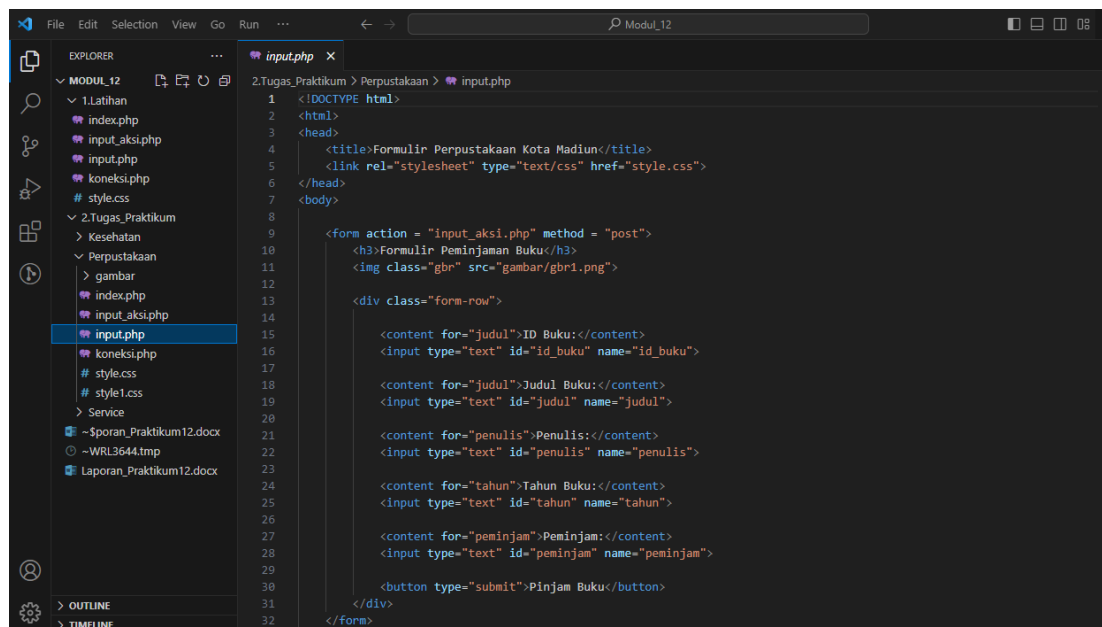 File Edit Selection View Go Run ...
Modul_12
EXPLORER ...
MODUL_12
1.Latihan
index.php
input_aksi.php
input.php
koneksi.php
# style.css
2.Tugas_Praktikum
> Kesehatan
Perpustakaan
> gambar
index.php
input_aksi.php
input.php
koneksi.php
# style.css
# style1.css
> Service
~$poran_Praktikum12.docx
~WRL3644.tmp
Laporan_Praktikum12.docx
> OUTLINE
> TIMELINE
input.php ×
2.Tugas_Praktikum > Perpustakaan > input.php
1 <!DOCTYPE html>
2 <html>
3 <head>
4 <title>Formulir Perpustakaan Kota Madiun</title>
5 <link rel="stylesheet" type="text/css" href="style.css">
6 </head>
7 <body>
8
9 <form action = "input_aksi.php" method = "post">
10 <h3>Formulir Peminjaman Buku</h3>
11 <img class="gbr" src="gambar/gbr1.png">
12
13 <div class="form-row">
14
15 <content for="judul">ID Buku:</content>
16 <input type="text" id="id_buku" name="id_buku">
17
18 <content for="judul">Judul Buku:</content>
19 <input type="text" id="judul" name="judul">
20
21 <content for="penulis">Penulis:</content>
22 <input type="text" id="penulis" name="penulis">
23
24 <content for="tahun">Tahun Buku:</content>
25 <input type="text" id="tahun" name="tahun">
26
27 <content for="peminjam">Peminjam:</content>
28 <input type="text" id="peminjam" name="peminjam">
29
30 <button type="submit">Pinjam Buku</button>
31 </div>
32 </form>